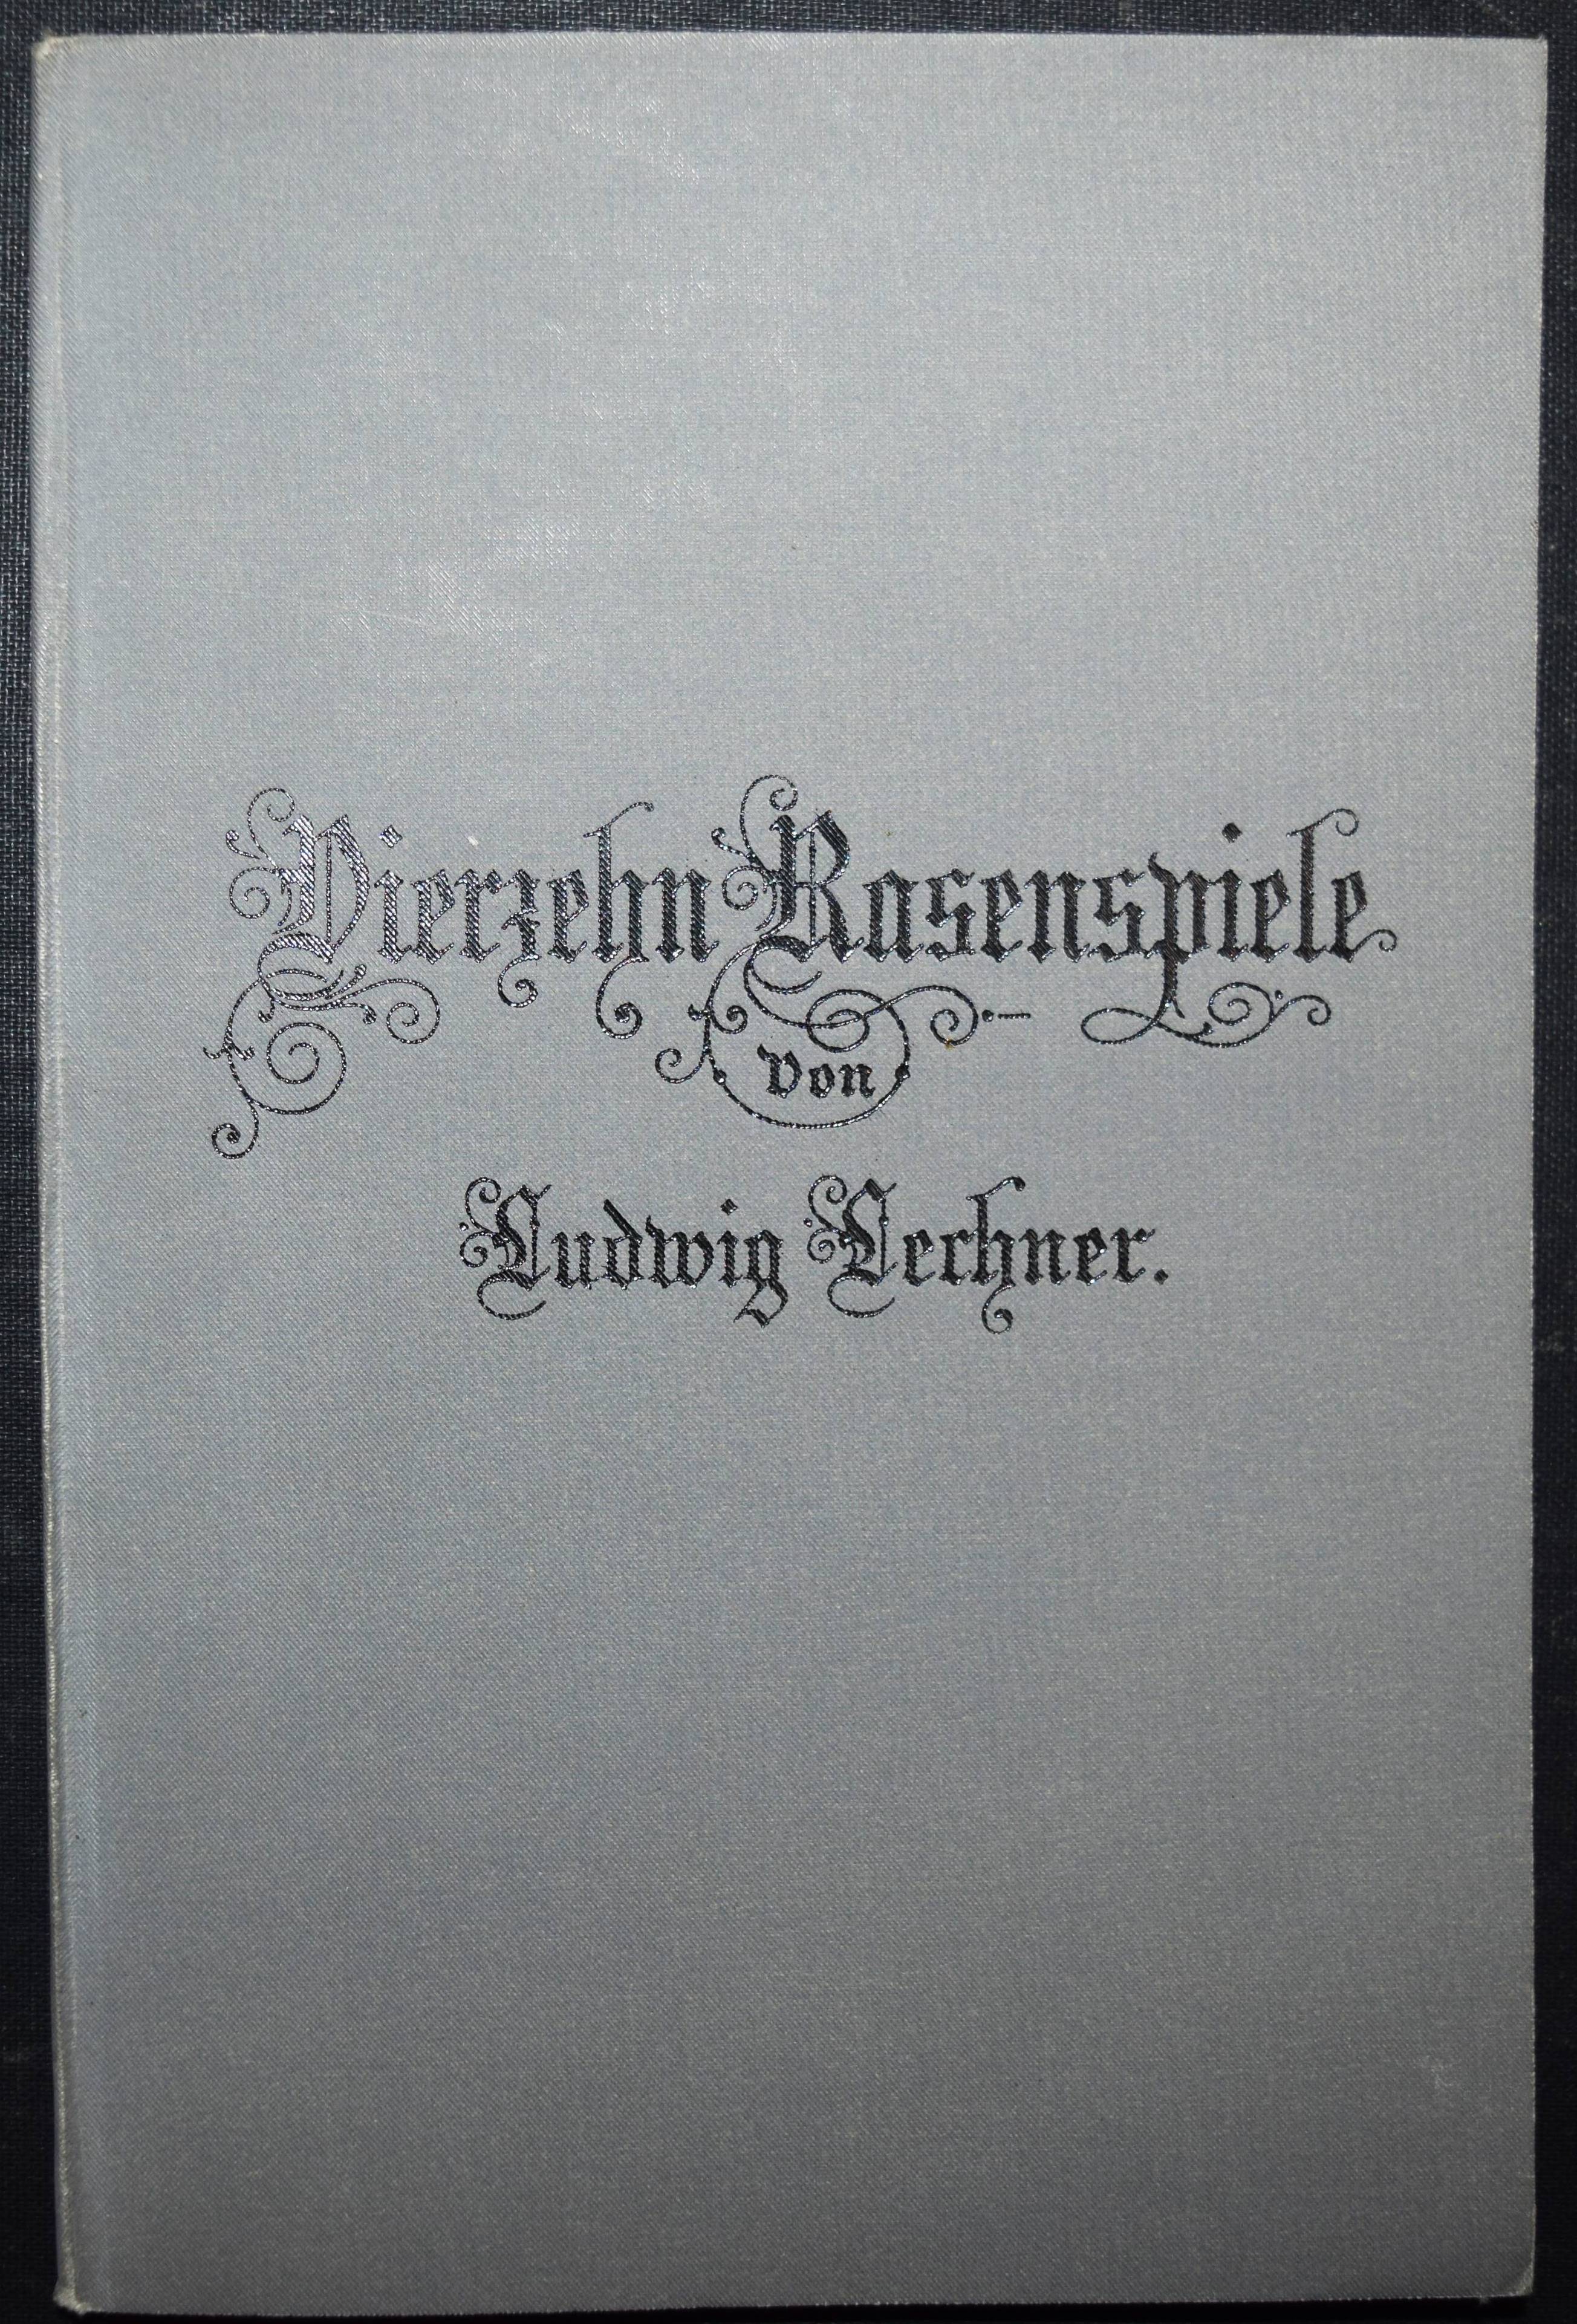 Vierzehn Rasenspiele
von
Ludwig Lechner.